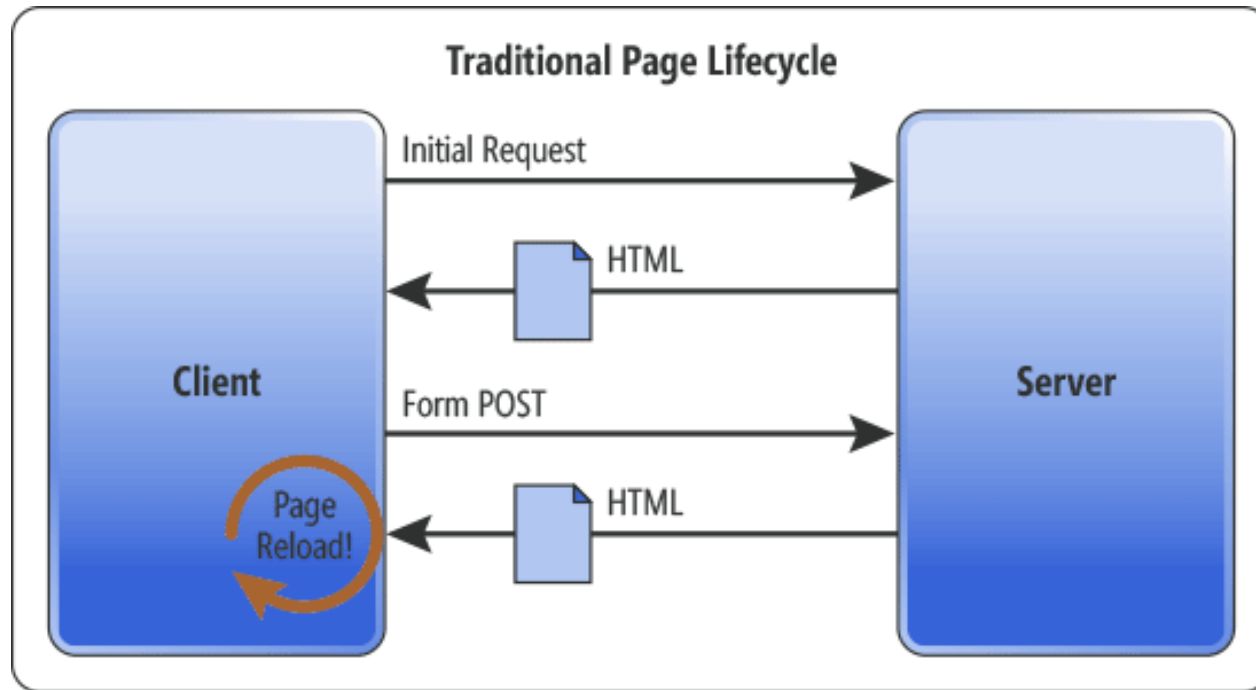 Traditional Page Lifecycle
Initial Request
HTML
Client
Server
Form POST
HTML
Page
Reload!